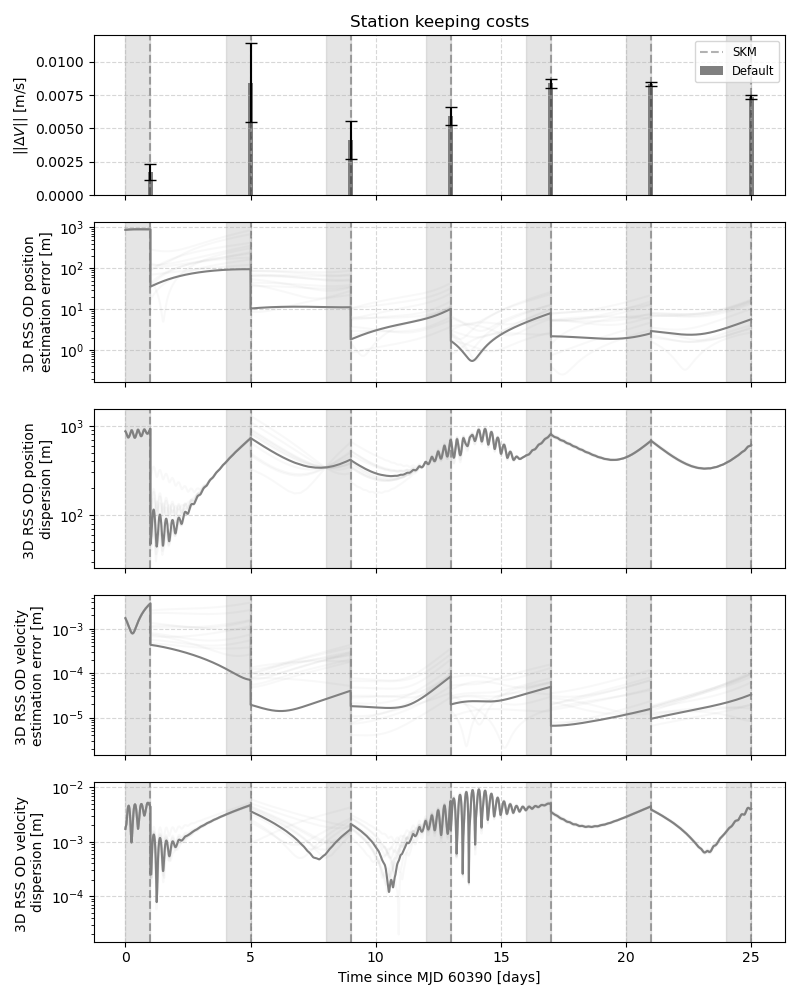 Station keeping costs
||ΔV|| [m/s]
0.0100
0.0075
0.0050
0.0025
0.0000
SKM
Default
3D RSS OD position
estimation error [m]
10³
10²
10¹
10⁰
3D RSS OD position
dispersion [m]
10³
10²
3D RSS OD velocity
estimation error [m]
10⁻³
10⁻⁴
10⁻⁵
3D RSS OD velocity
dispersion [m]
10⁻²
10⁻³
10⁻⁴
0 5 10 15 20 25
Time since MJD 60390 [days]